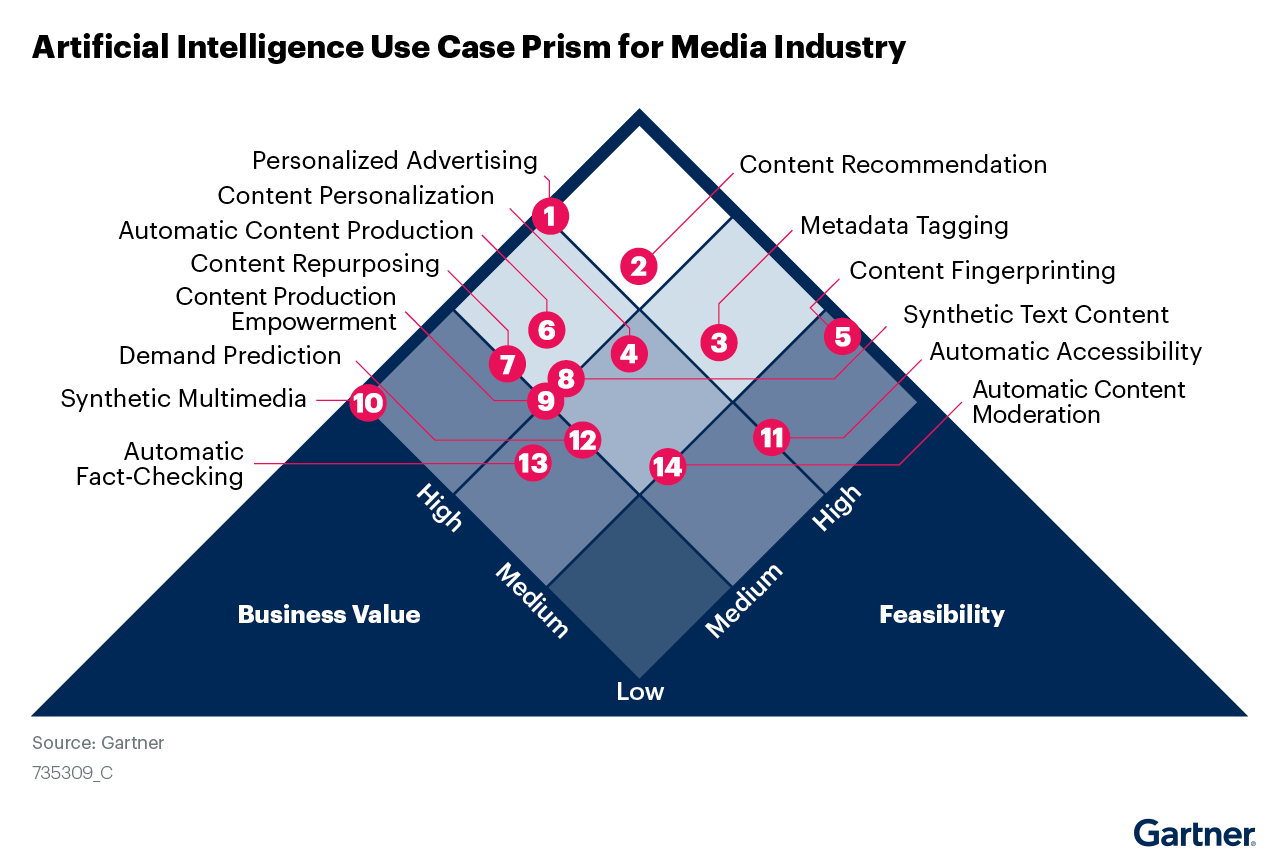 Artificial Intelligence Use Case Prism for Media Industry
Personalized Advertising
Content Personalization
Automatic Content Production
Content Repurposing
Content Production
Empowerment
Demand Prediction
Synthetic Multimedia
Automatic
Fact-Checking
Content Recommendation
Metadata Tagging
Content Fingerprinting
Synthetic Text Content
Automatic Accessibility
Automatic Content
Moderation
1
2
6
3
5
4
7
8
9
10
11
12
13
14
High
Medium
High
Medium
Business Value
Feasibility
Low
Source: Gartner
735309_C
Gartner®